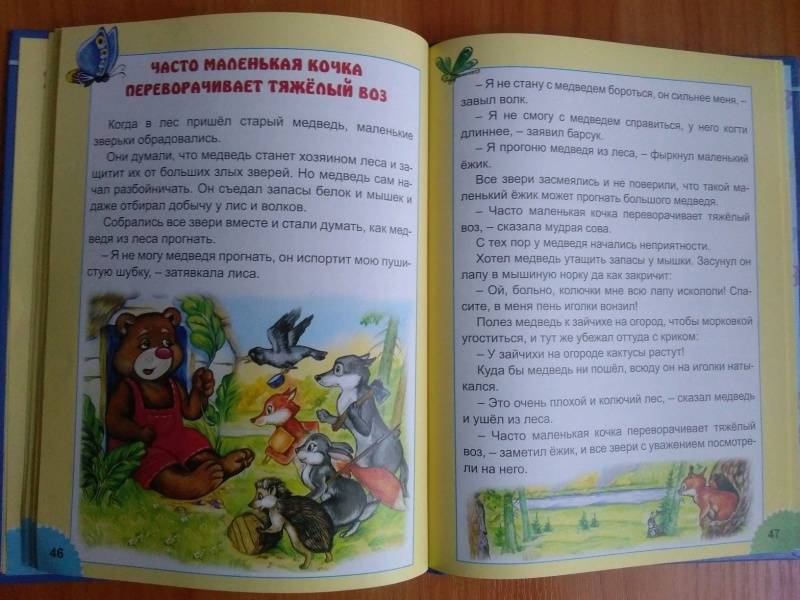 ЧАСТО МАЛЕНЬКАЯ КОЧКА
ПЕРЕВОРАЧИВАЕТ ТЯЖЁЛЫЙ ВОЗ
Когда в лес пришёл старый медведь, маленькие
зверьки обрадовались.
Они думали, что медведь станет хозяином леса и за-
щитит их от больших злых зверей. Но медведь сам на-
чал разбойничать. Он съедал запасы белок и мышек и
даже отбирал добычу у лис и волков.
Собрались все звери вместе и стали думать, как мед-
ведя из леса прогнать.
– Я не могу медведя прогнать, он испортит мою пуши-
стую шубку, – затявкала лиса.
46
– Я не стану с медведем бороться, он сильнее меня, –
завыл волк.
– Я не смогу с медведем справиться, у него когти
длиннее, – заявил барсук.
– Я прогоню медведя из леса, – фыркнул маленький
ёжик.
Все звери засмеялись и не поверили, что такой ма-
ленький ёжик может прогнать большого медведя.
– Часто маленькая кочка переворачивает тяжёлый
воз, – сказала мудрая сова.
С тех пор у медведя начались неприятности.
Хотел медведь утащить запасы у мышки. Засунул он
лапу в мышиную норку да как закричит:
– Ой, больно, колючки мне всю лапу искололи! Спа-
сите, в меня пень иголки вонзил!
Полез медведь к зайчихе на огород, чтобы морковкой
угоститься, и тут же убежал оттуда с криком:
– У зайчихи на огороде кактусы растут!
Куда бы медведь ни пошёл, всюду он на иголки наты-
кался.
– Это очень плохой и колючий лес, – сказал медведь
и ушёл из леса.
– Часто маленькая кочка переворачивает тяжёлый
воз, – заметил ёжик, и все звери с уважением посмотре-
ли на него.
47